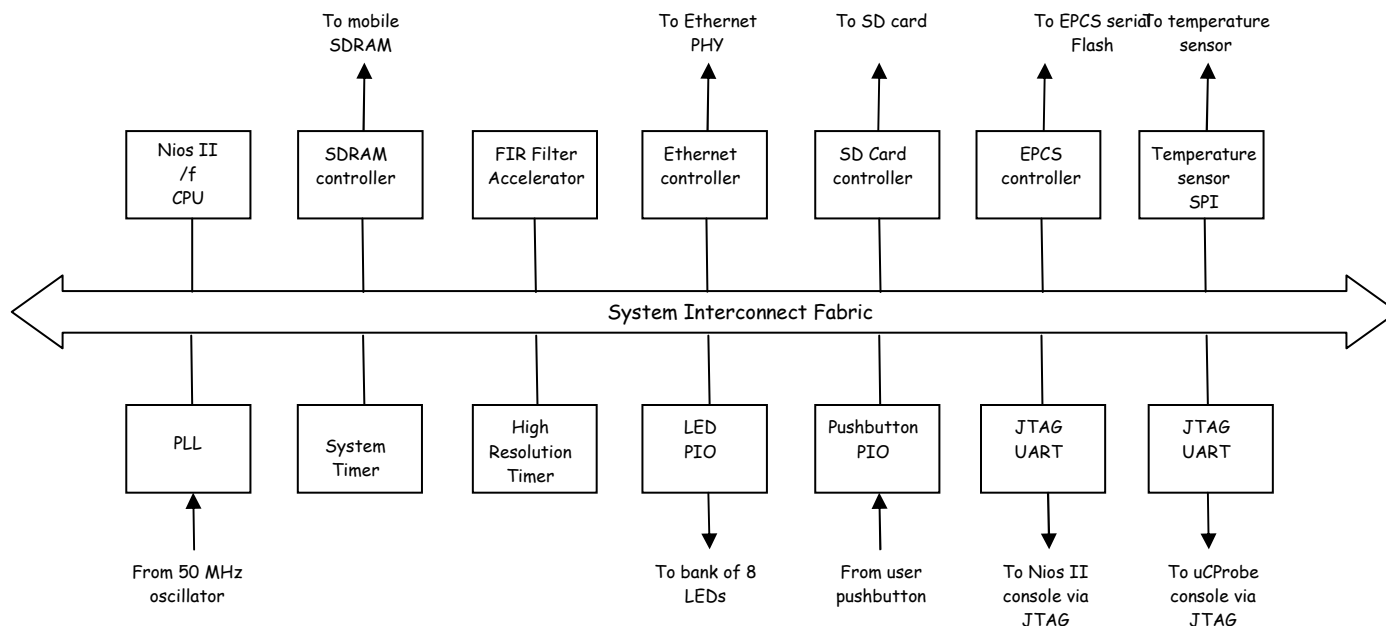 To mobile
SDRAM
To Ethernet
PHY
To SD card
To EPCS serial
Flash
To temperature
sensor
Nios II
/f
CPU
SDRAM
controller
FIR Filter
Accelerator
Ethernet
controller
SD Card
controller
EPCS
controller
Temperature
sensor
SPI
System Interconnect Fabric
PLL
System
Timer
High
Resolution
Timer
LED
PIO
Pushbutton
PIO
JTAG
UART
JTAG
UART
From 50 MHz
oscillator
To bank of 8
LEDs
From user
pushbutton
To Nios II
console via
JTAG
To uCProbe
console via
JTAG